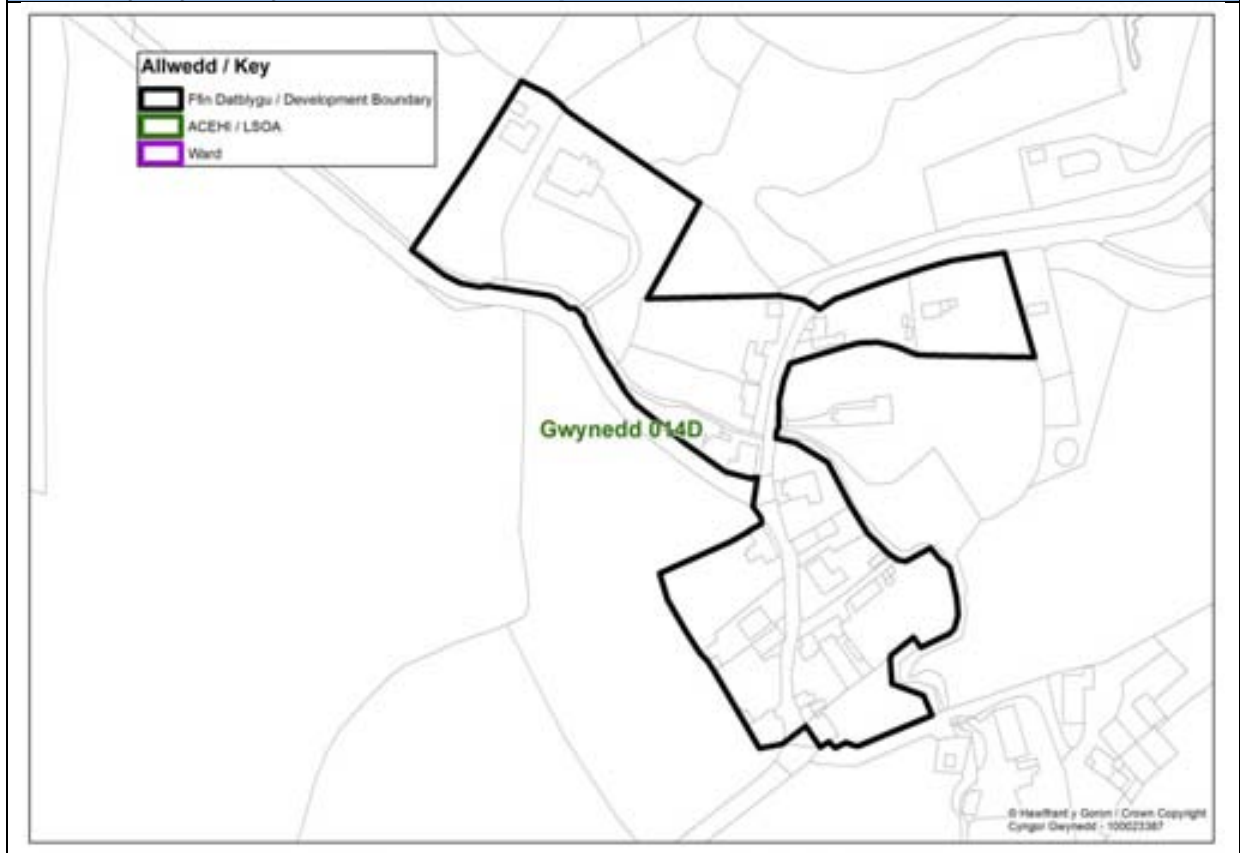 Allwedd / Key
Ffin Datblygu / Development Boundary
ACEHI / LSOA
Ward
Gwynedd 014D
© Hawlfraint y Goron / Crown Copyright
Cyngor Gwynedd - 100023387